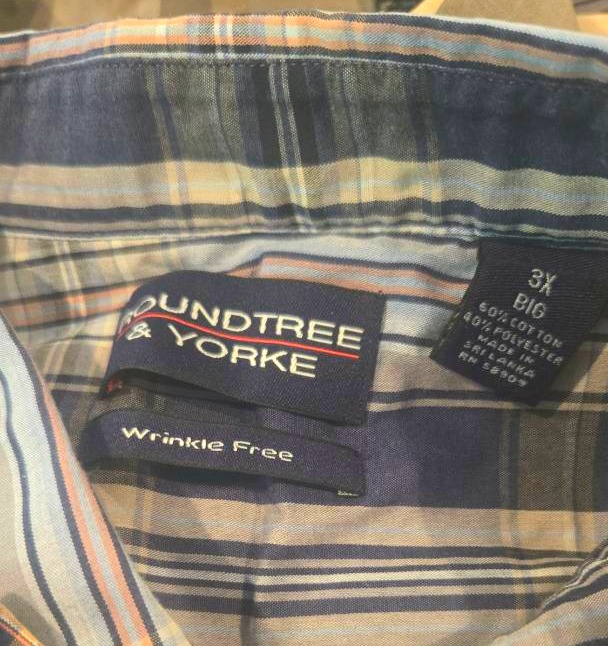 ROUNDTREE
& YORKE
Wrinkle Free
3X
BIG
60% COTTON
40% POLYESTER
MADE IN
SRI LANKA
RN 58909